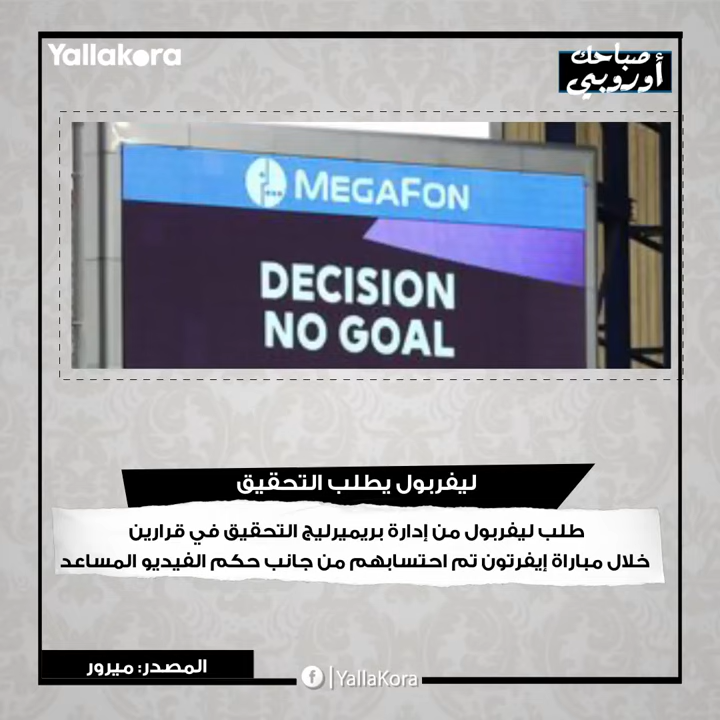 Yallakora
صباحك
أوروبي
MEGAFON
DECISION
NO GOAL
ليفربول يطلب التحقيق
طلب ليفربول من إدارة بريميرليج التحقيق في قرارين
خلال مباراة إيفرتون تم احتسابهم من جانب حكم الفيديو المساعد
المصدر: ميرور
f | YallaKora